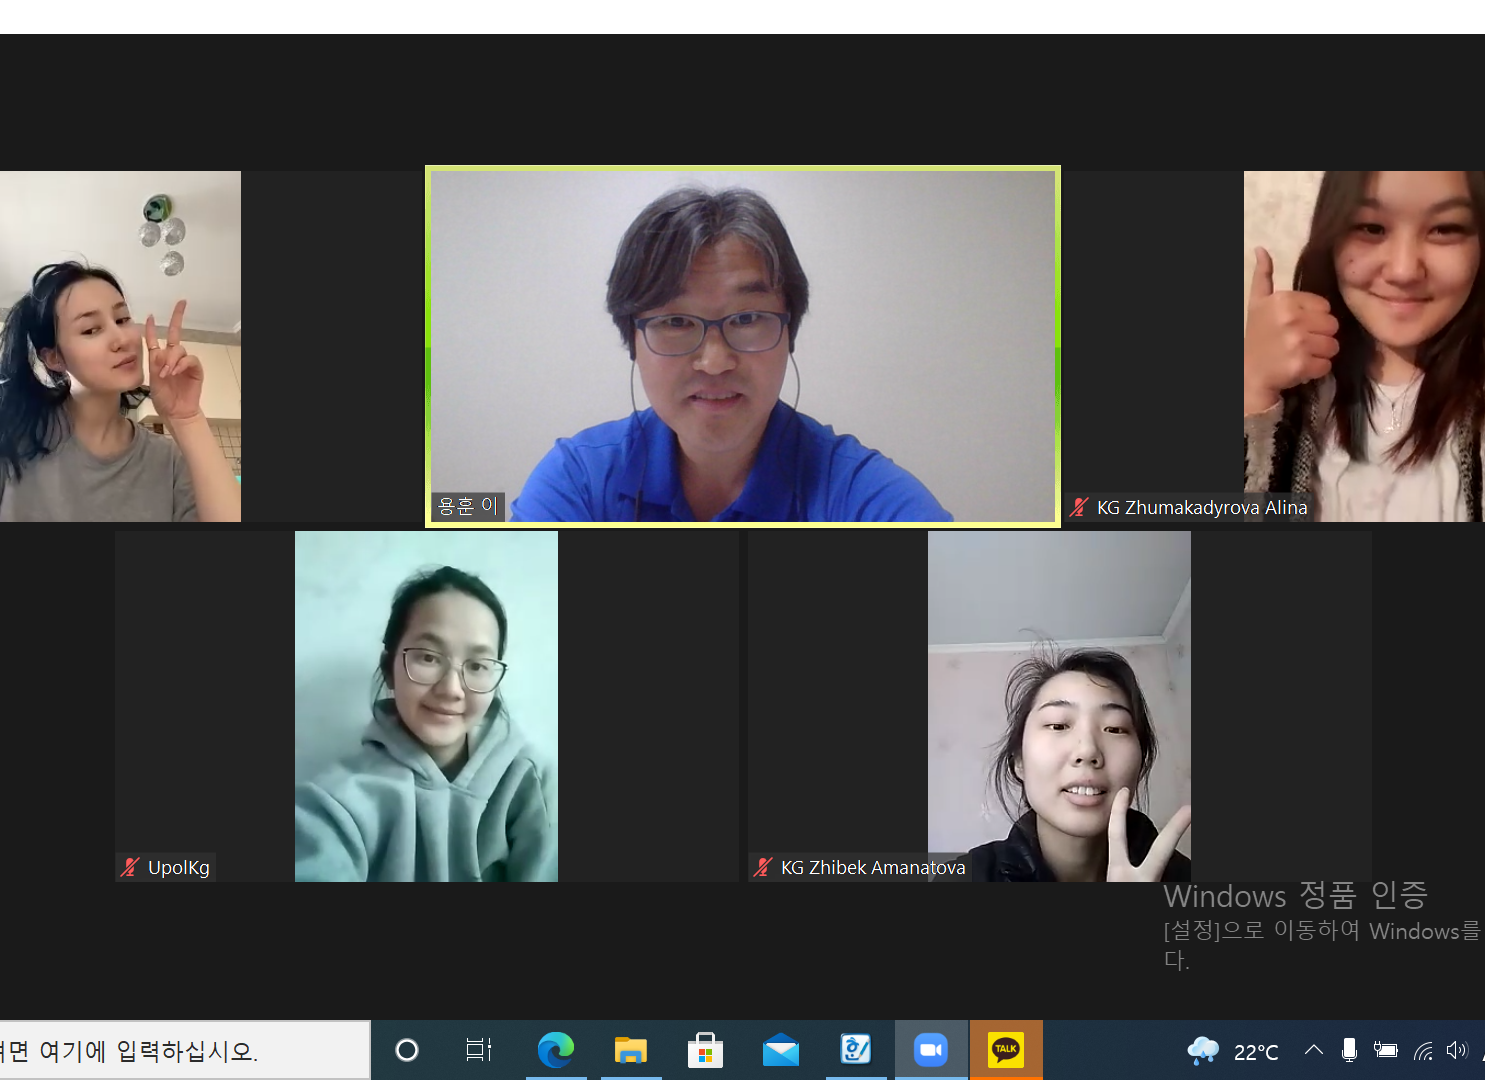 용훈 이
KG Zhumakadyrova Alina
UpolKg
KG Zhibek Amanatova
Windows 정품 인증
[설정]으로 이동하여 Windows를
다.
면 여기에 입력하십시오.
TALK
22°C